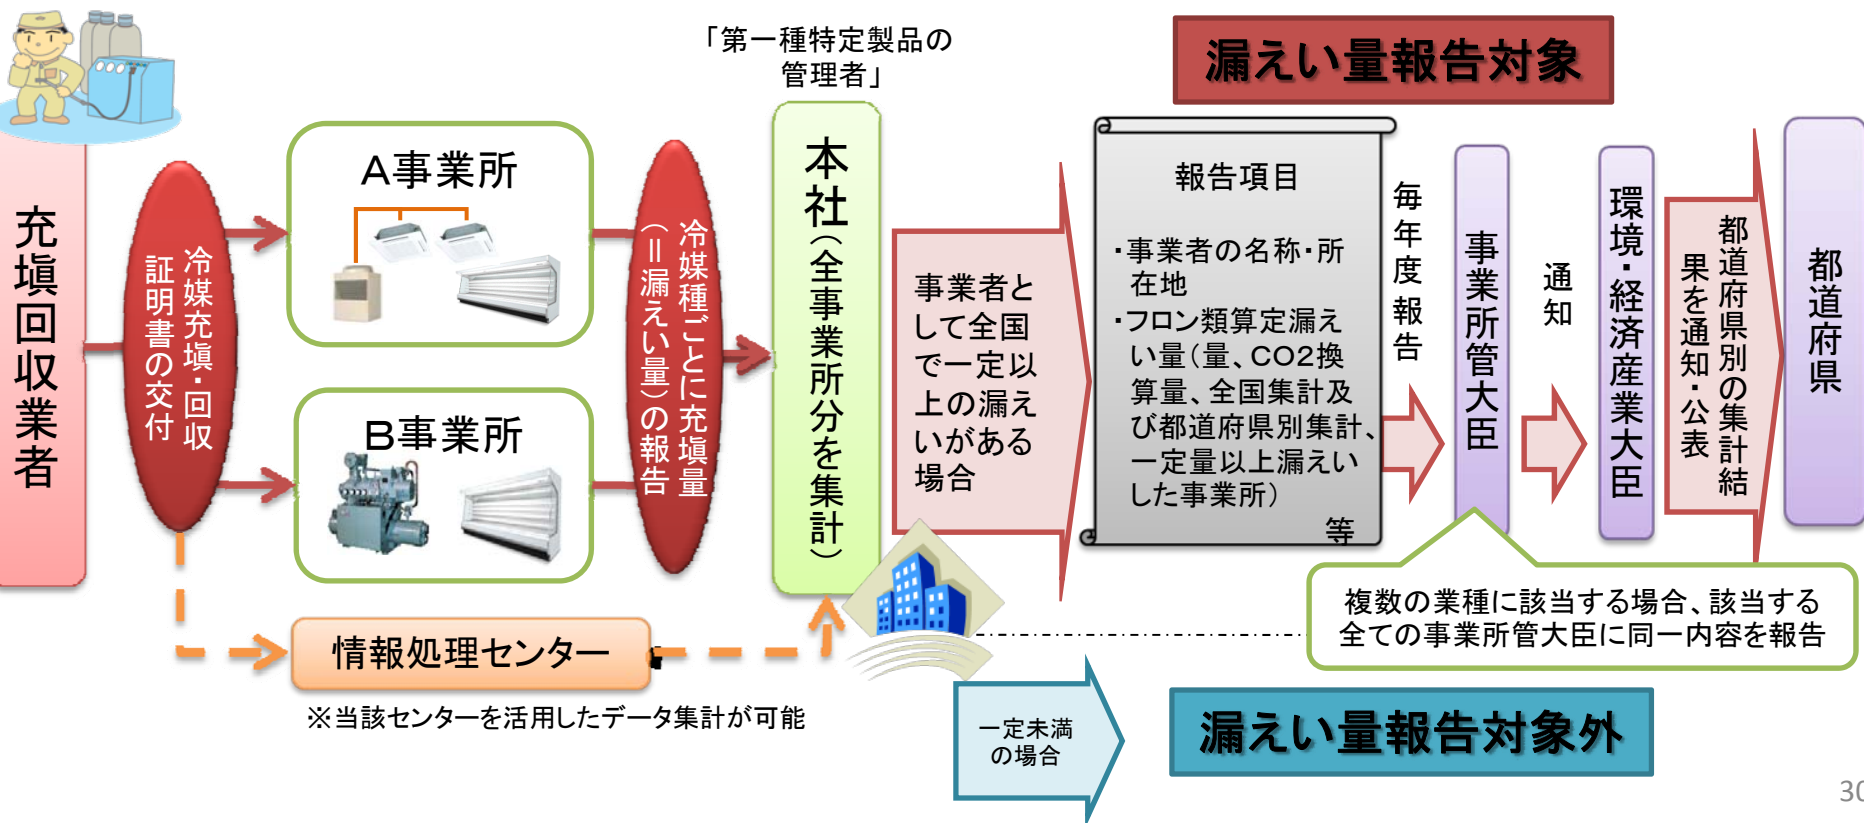 「第一種特定製品の
管理者」
漏えい量報告対象
充塡回収業者
冷媒充塡・回収
証明書の交付
A事業所
B事業所
冷媒種ごとに充塡量
(＝漏えい量)の報告
本社(全事業所分を集計)
事業者と
して全国
で一定以
上の漏え
いがある
場合
報告項目
・事業者の名称・所
在地
・フロン類算定漏え
い量(量、CO2換
算量、全国集計及
び都道府県別集計、
一定量以上漏えい
した事業所)
等
毎年度報告
事業所管大臣
通知
環境・経済産業大臣
都道府県別の集計結
果を通知・公表
都道府県
複数の業種に該当する場合、該当する
全ての事業所管大臣に同一内容を報告
情報処理センター
※当該センターを活用したデータ集計が可能
一定未満
の場合
漏えい量報告対象外
30